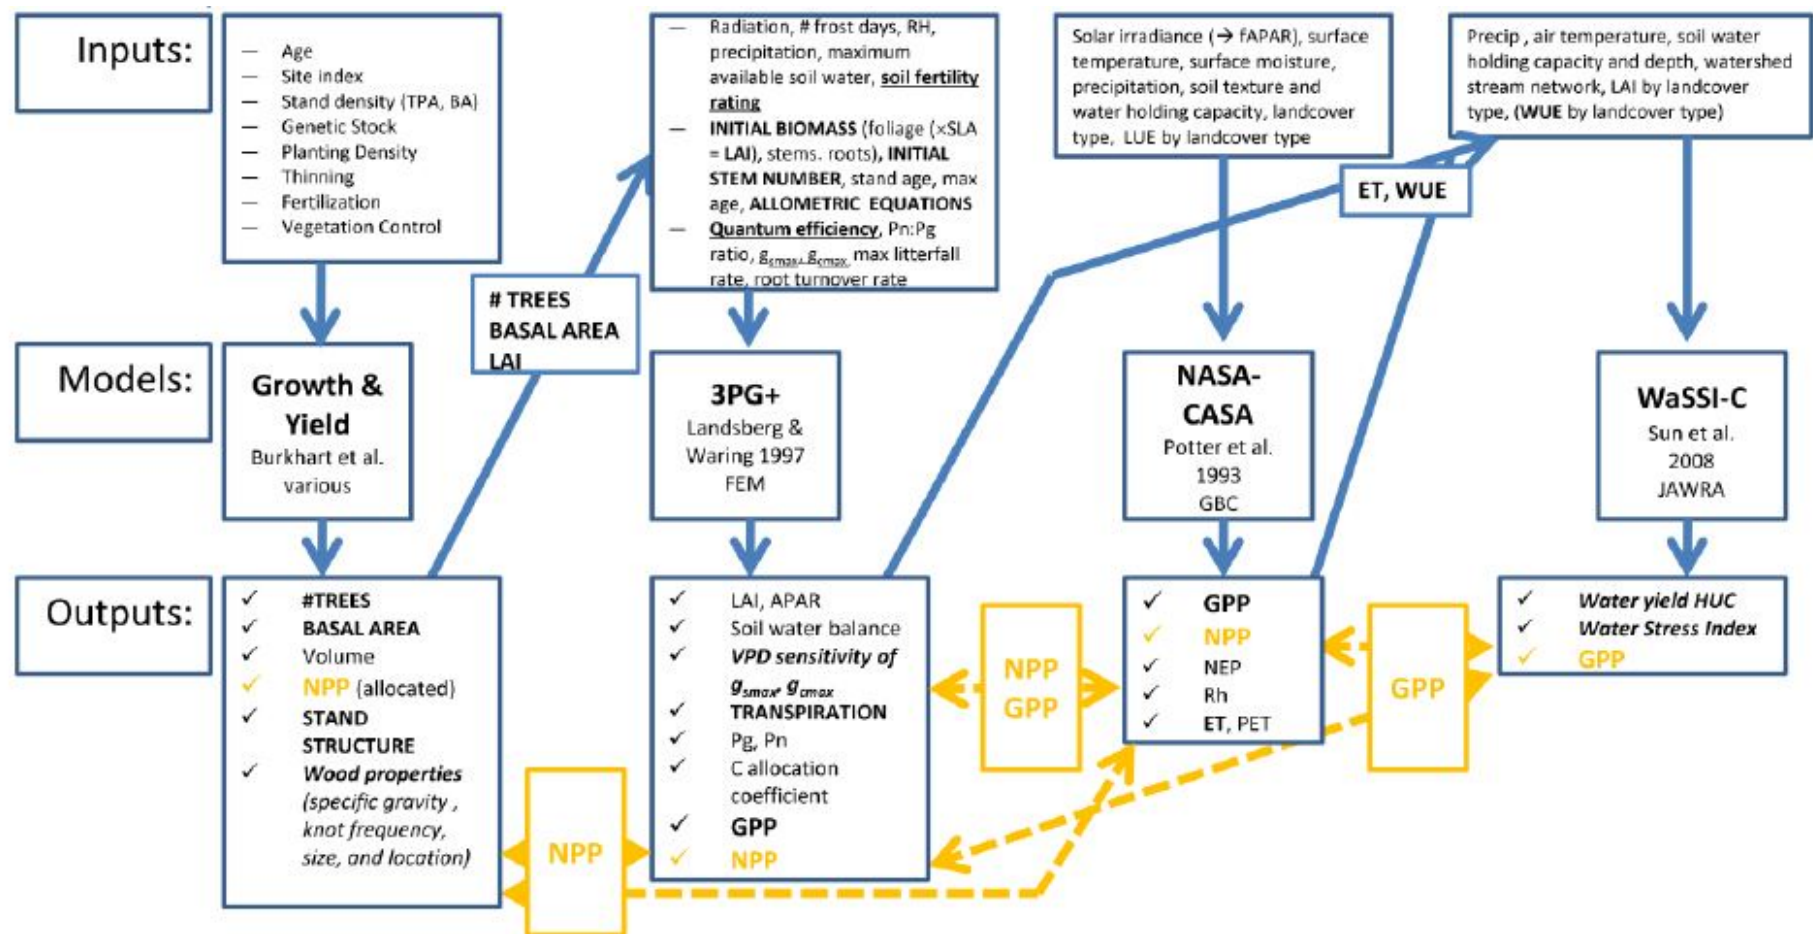 Inputs:
— Age
— Site index
— Stand density (TPA, BA)
— Genetic Stock
— Planting Density
— Thinning
— Fertilization
— Vegetation Control
— Radiation, # frost days, RH,
precipitation, maximum
available soil water, soil fertility
rating
— INITIAL BIOMASS (foliage (×SLA
= LAI), stems. roots), INITIAL
STEM NUMBER, stand age, max
age, ALLOMETRIC EQUATIONS
— Quantum efficiency, Pn:Pg
ratio, gsmax, gcmax, max litterfall
rate, root turnover rate
Solar irradiance (→ fAPAR), surface
temperature, surface moisture,
precipitation, soil texture and
water holding capacity, landcover
type, LUE by landcover type
Precip , air temperature, soil water
holding capacity and depth, watershed
stream network, LAI by landcover
type, (WUE by landcover type)
# TREES
BASAL AREA
LAI
ET, WUE
Models:
Growth &
Yield
Burkhart et al.
various
3PG+
Landsberg &
Waring 1997
FEM
NASA-
CASA
Potter et al.
1993
GBC
WaSSI-C
Sun et al.
2008
JAWRA
Outputs:
✓ #TREES
✓ BASAL AREA
✓ Volume
✓ NPP (allocated)
✓ STAND
STRUCTURE
✓ Wood properties
(specific gravity ,
knot frequency,
size, and location)
NPP
✓ LAI, APAR
✓ Soil water balance
✓ VPD sensitivity of
gsmax, gcmax
✓ TRANSPIRATION
✓ Pg, Pn
✓ C allocation
coefficient
✓ GPP
✓ NPP
NPP
GPP
✓ GPP
✓ NPP
✓ NEP
✓ Rh
✓ ET, PET
GPP
✓ Water yield HUC
✓ Water Stress Index
✓ GPP